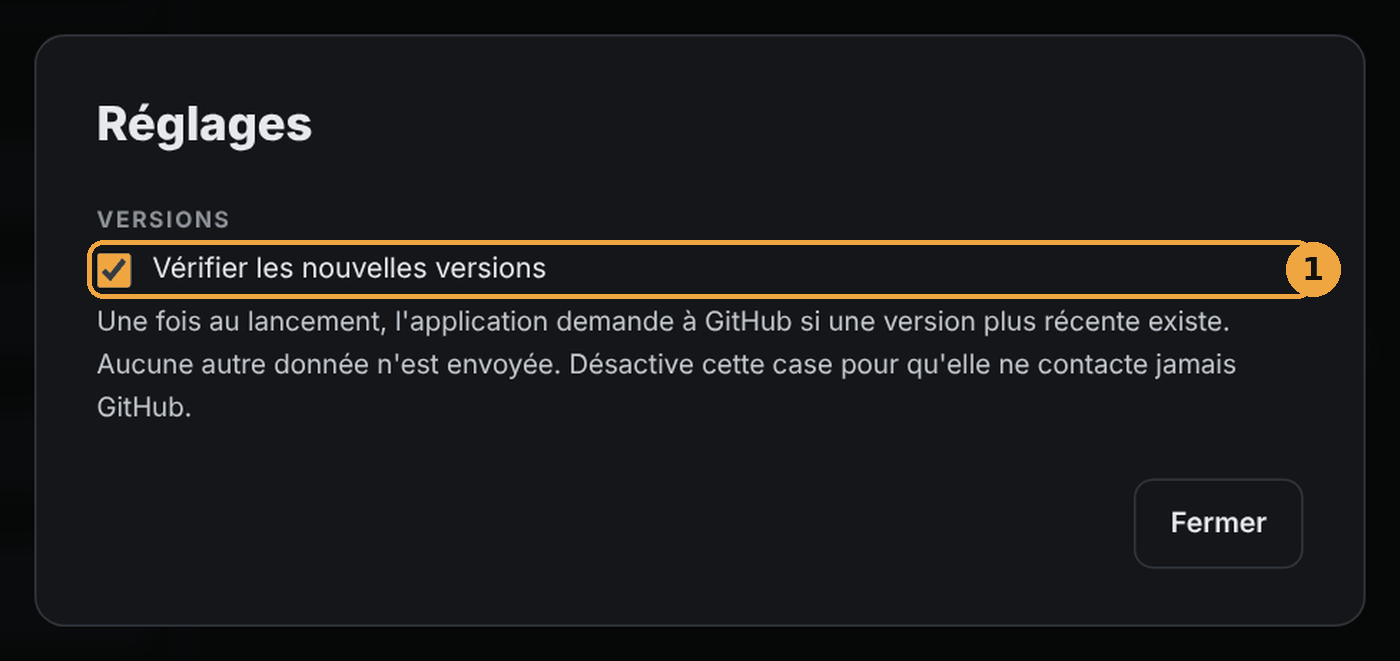 Réglages
VERSIONS
Vérifier les nouvelles versions
1
Une fois au lancement, l'application demande à GitHub si une version plus récente existe.
Aucune autre donnée n'est envoyée. Désactive cette case pour qu'elle ne contacte jamais
GitHub.
Fermer